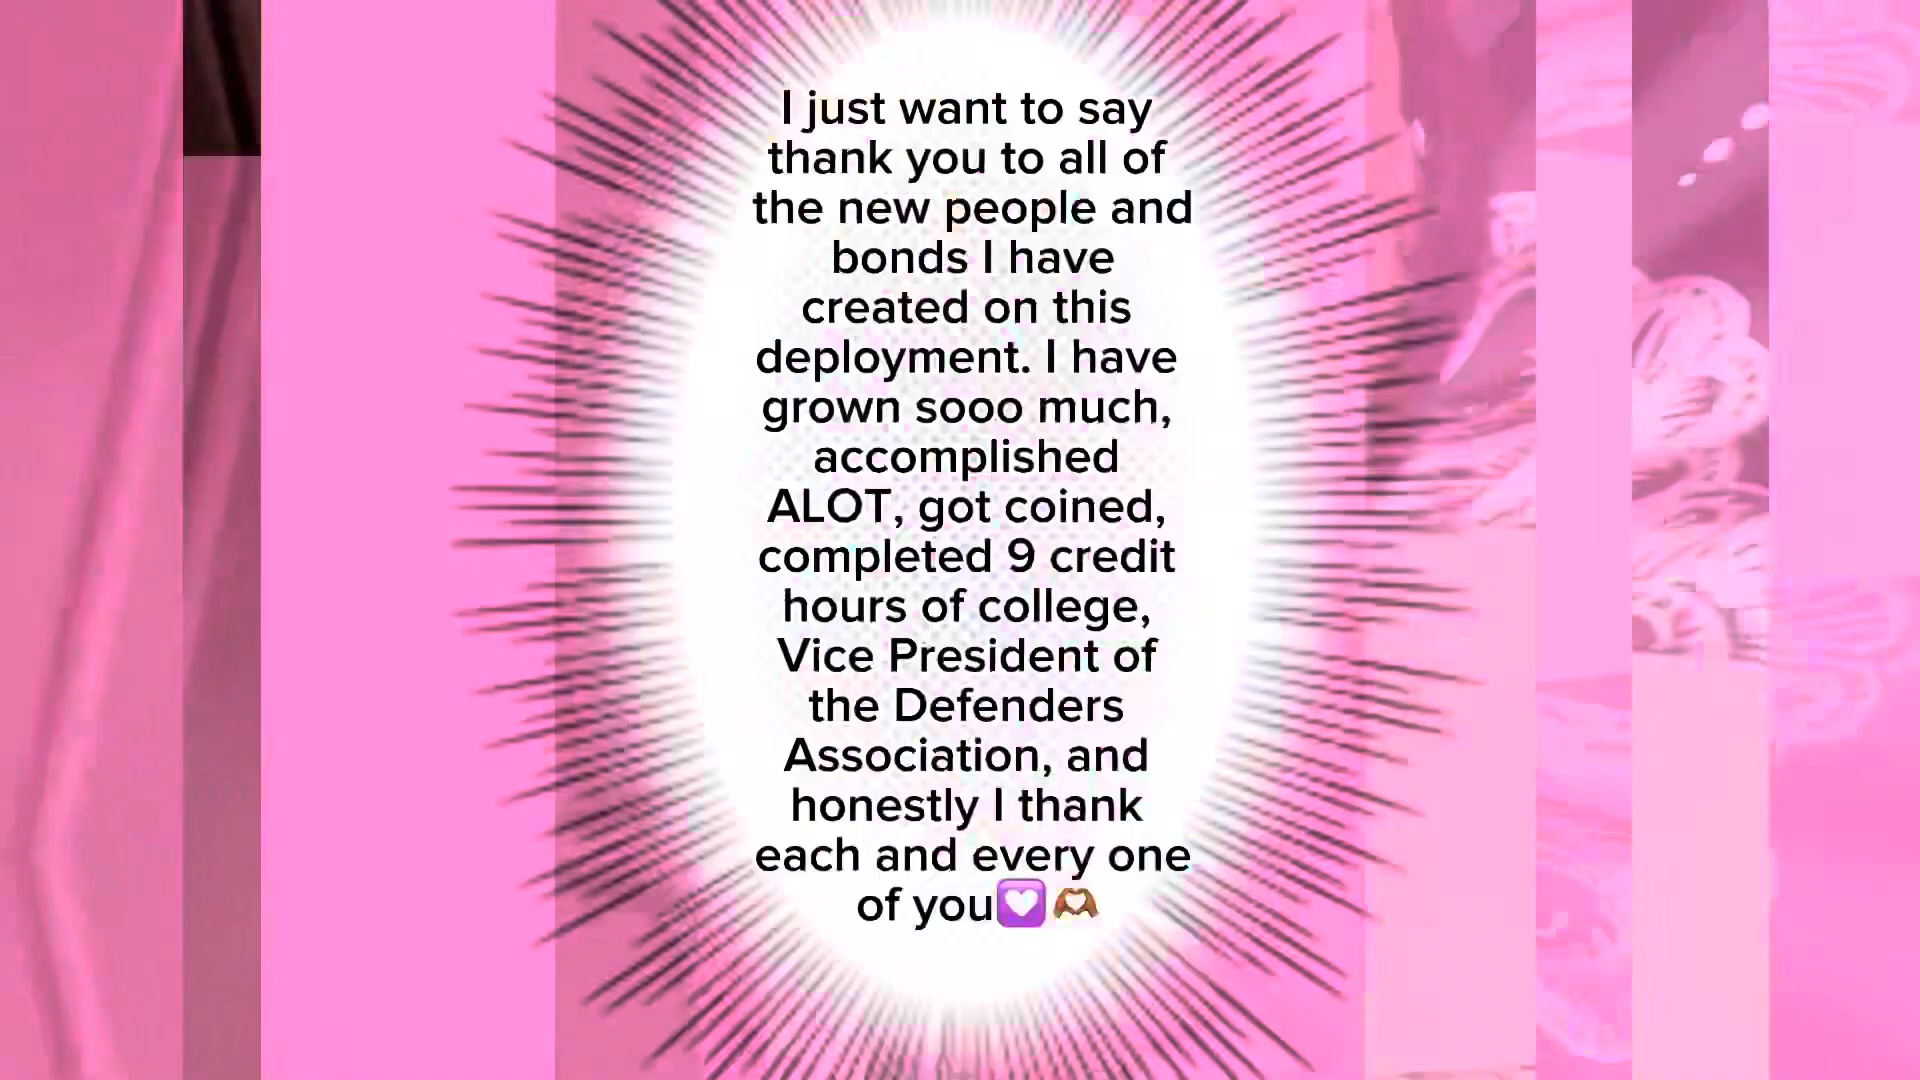 I just want to say
thank you to all of
the new people and
bonds I have
created on this
deployment. I have
grown sooo much,
accomplished
ALOT, got coined,
completed 9 credit
hours of college,
Vice President of
the Defenders
Association, and
honestly I thank
each and every one
of you💟🫶🏾